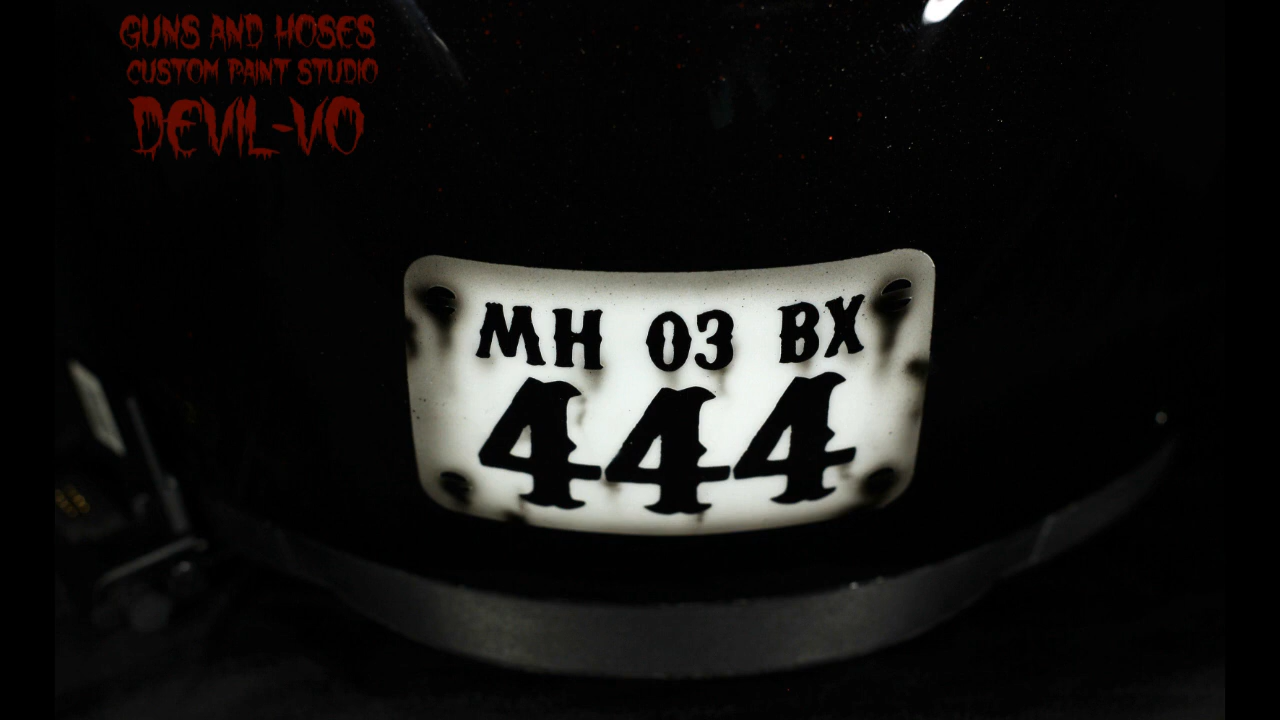 GUNS AND HOSES
CUSTOM PAINT STUDIO
DEVIL-VO
MH 03 BX
444